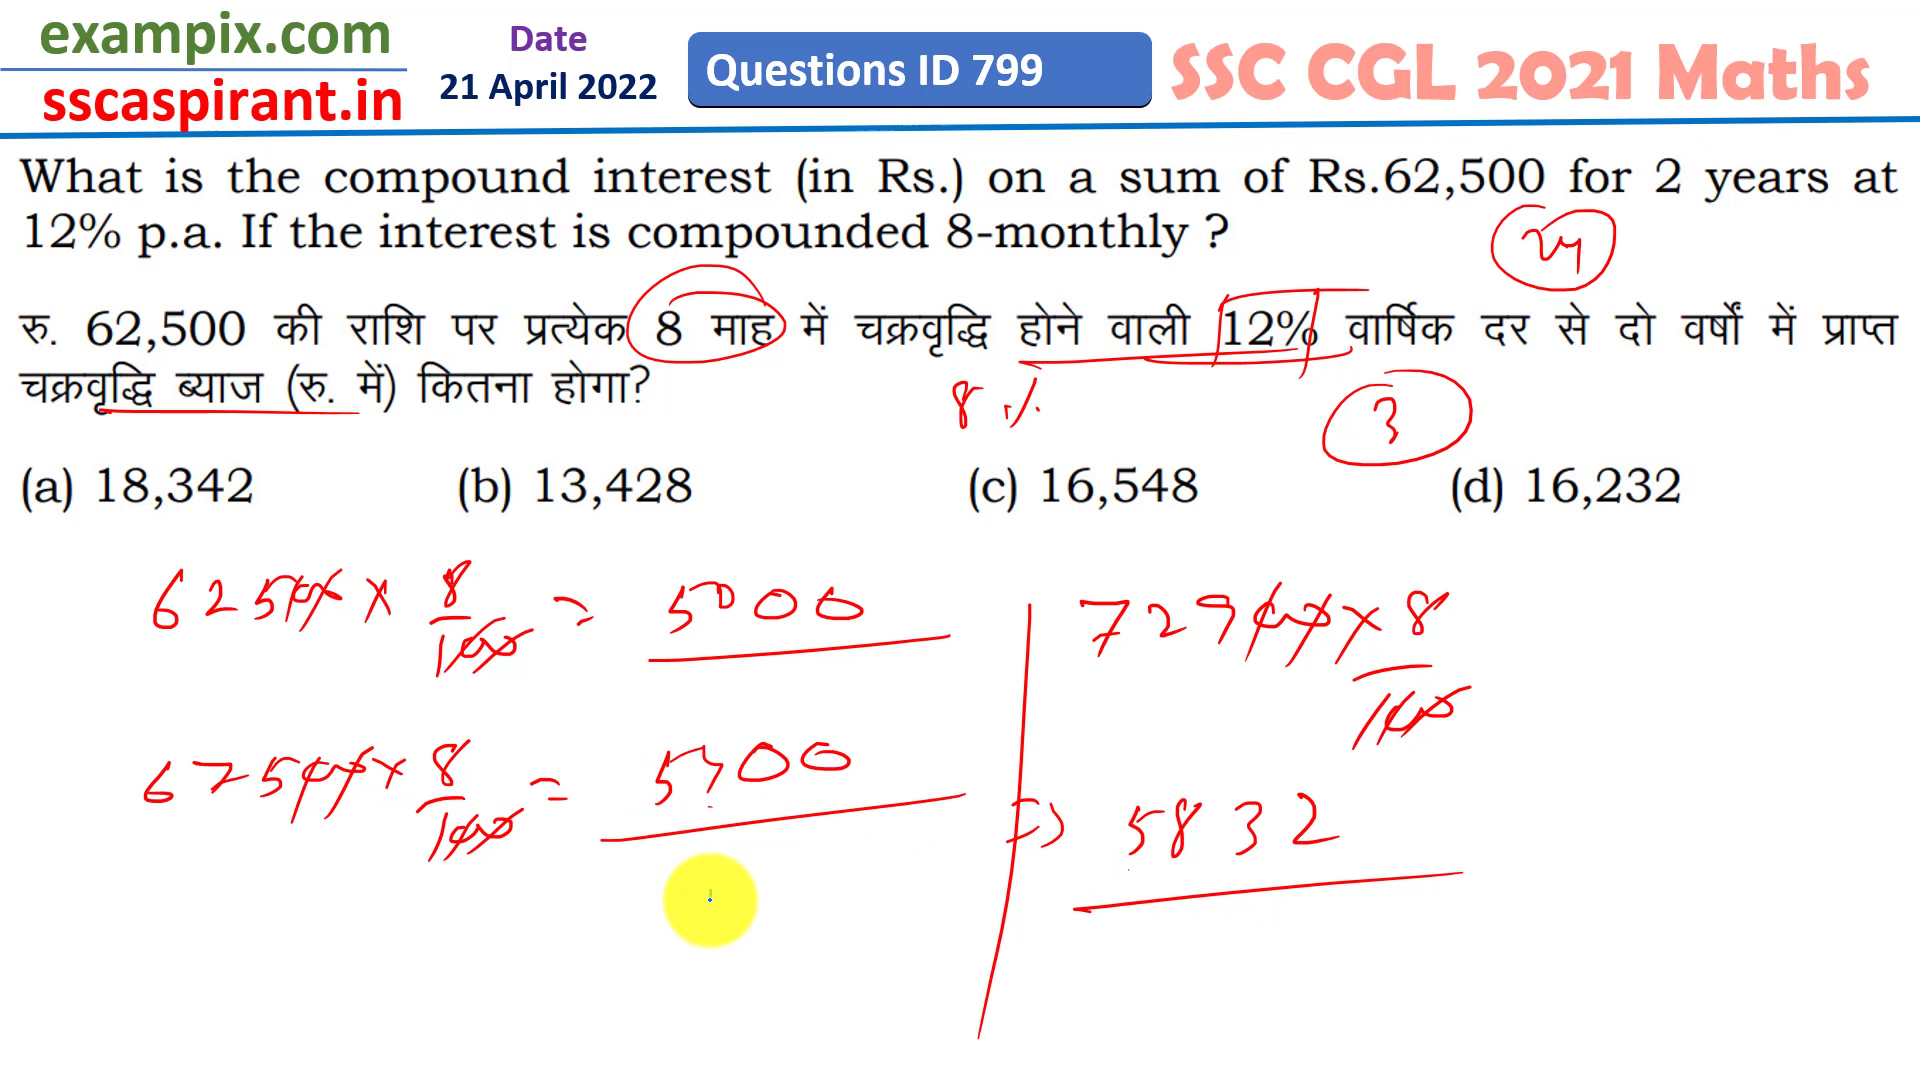 exampix.com
sscaspirant.in
Date
21 April 2022
Questions ID 799
SSC CGL 2021 Maths
What is the compound interest (in Rs.) on a sum of Rs.62,500 for 2 years at
12% p.a. If the interest is compounded 8-monthly ?
24
रु. 62,500 की राशि पर प्रत्येक 8 माह में चक्रवृद्धि होने वाली 12% वार्षिक दर से दो वर्षों में प्राप्त
चक्रवृद्धि ब्याज (रु. में) कितना होगा?
8 %
3
(a) 18,342 (b) 13,428 (c) 16,548 (d) 16,232
62500 × 8/100 = 5000
67500 × 8/100 = 5400
72900 × 8/100
=> 5832